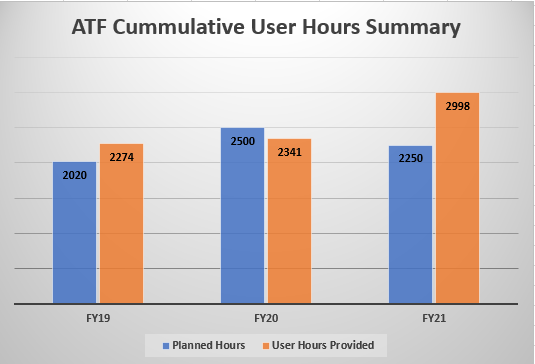 ATF Cummulative User Hours Summary
2020
2274
2500
2341
2250
2998
FY19
FY20
FY21
Planned Hours
User Hours Provided